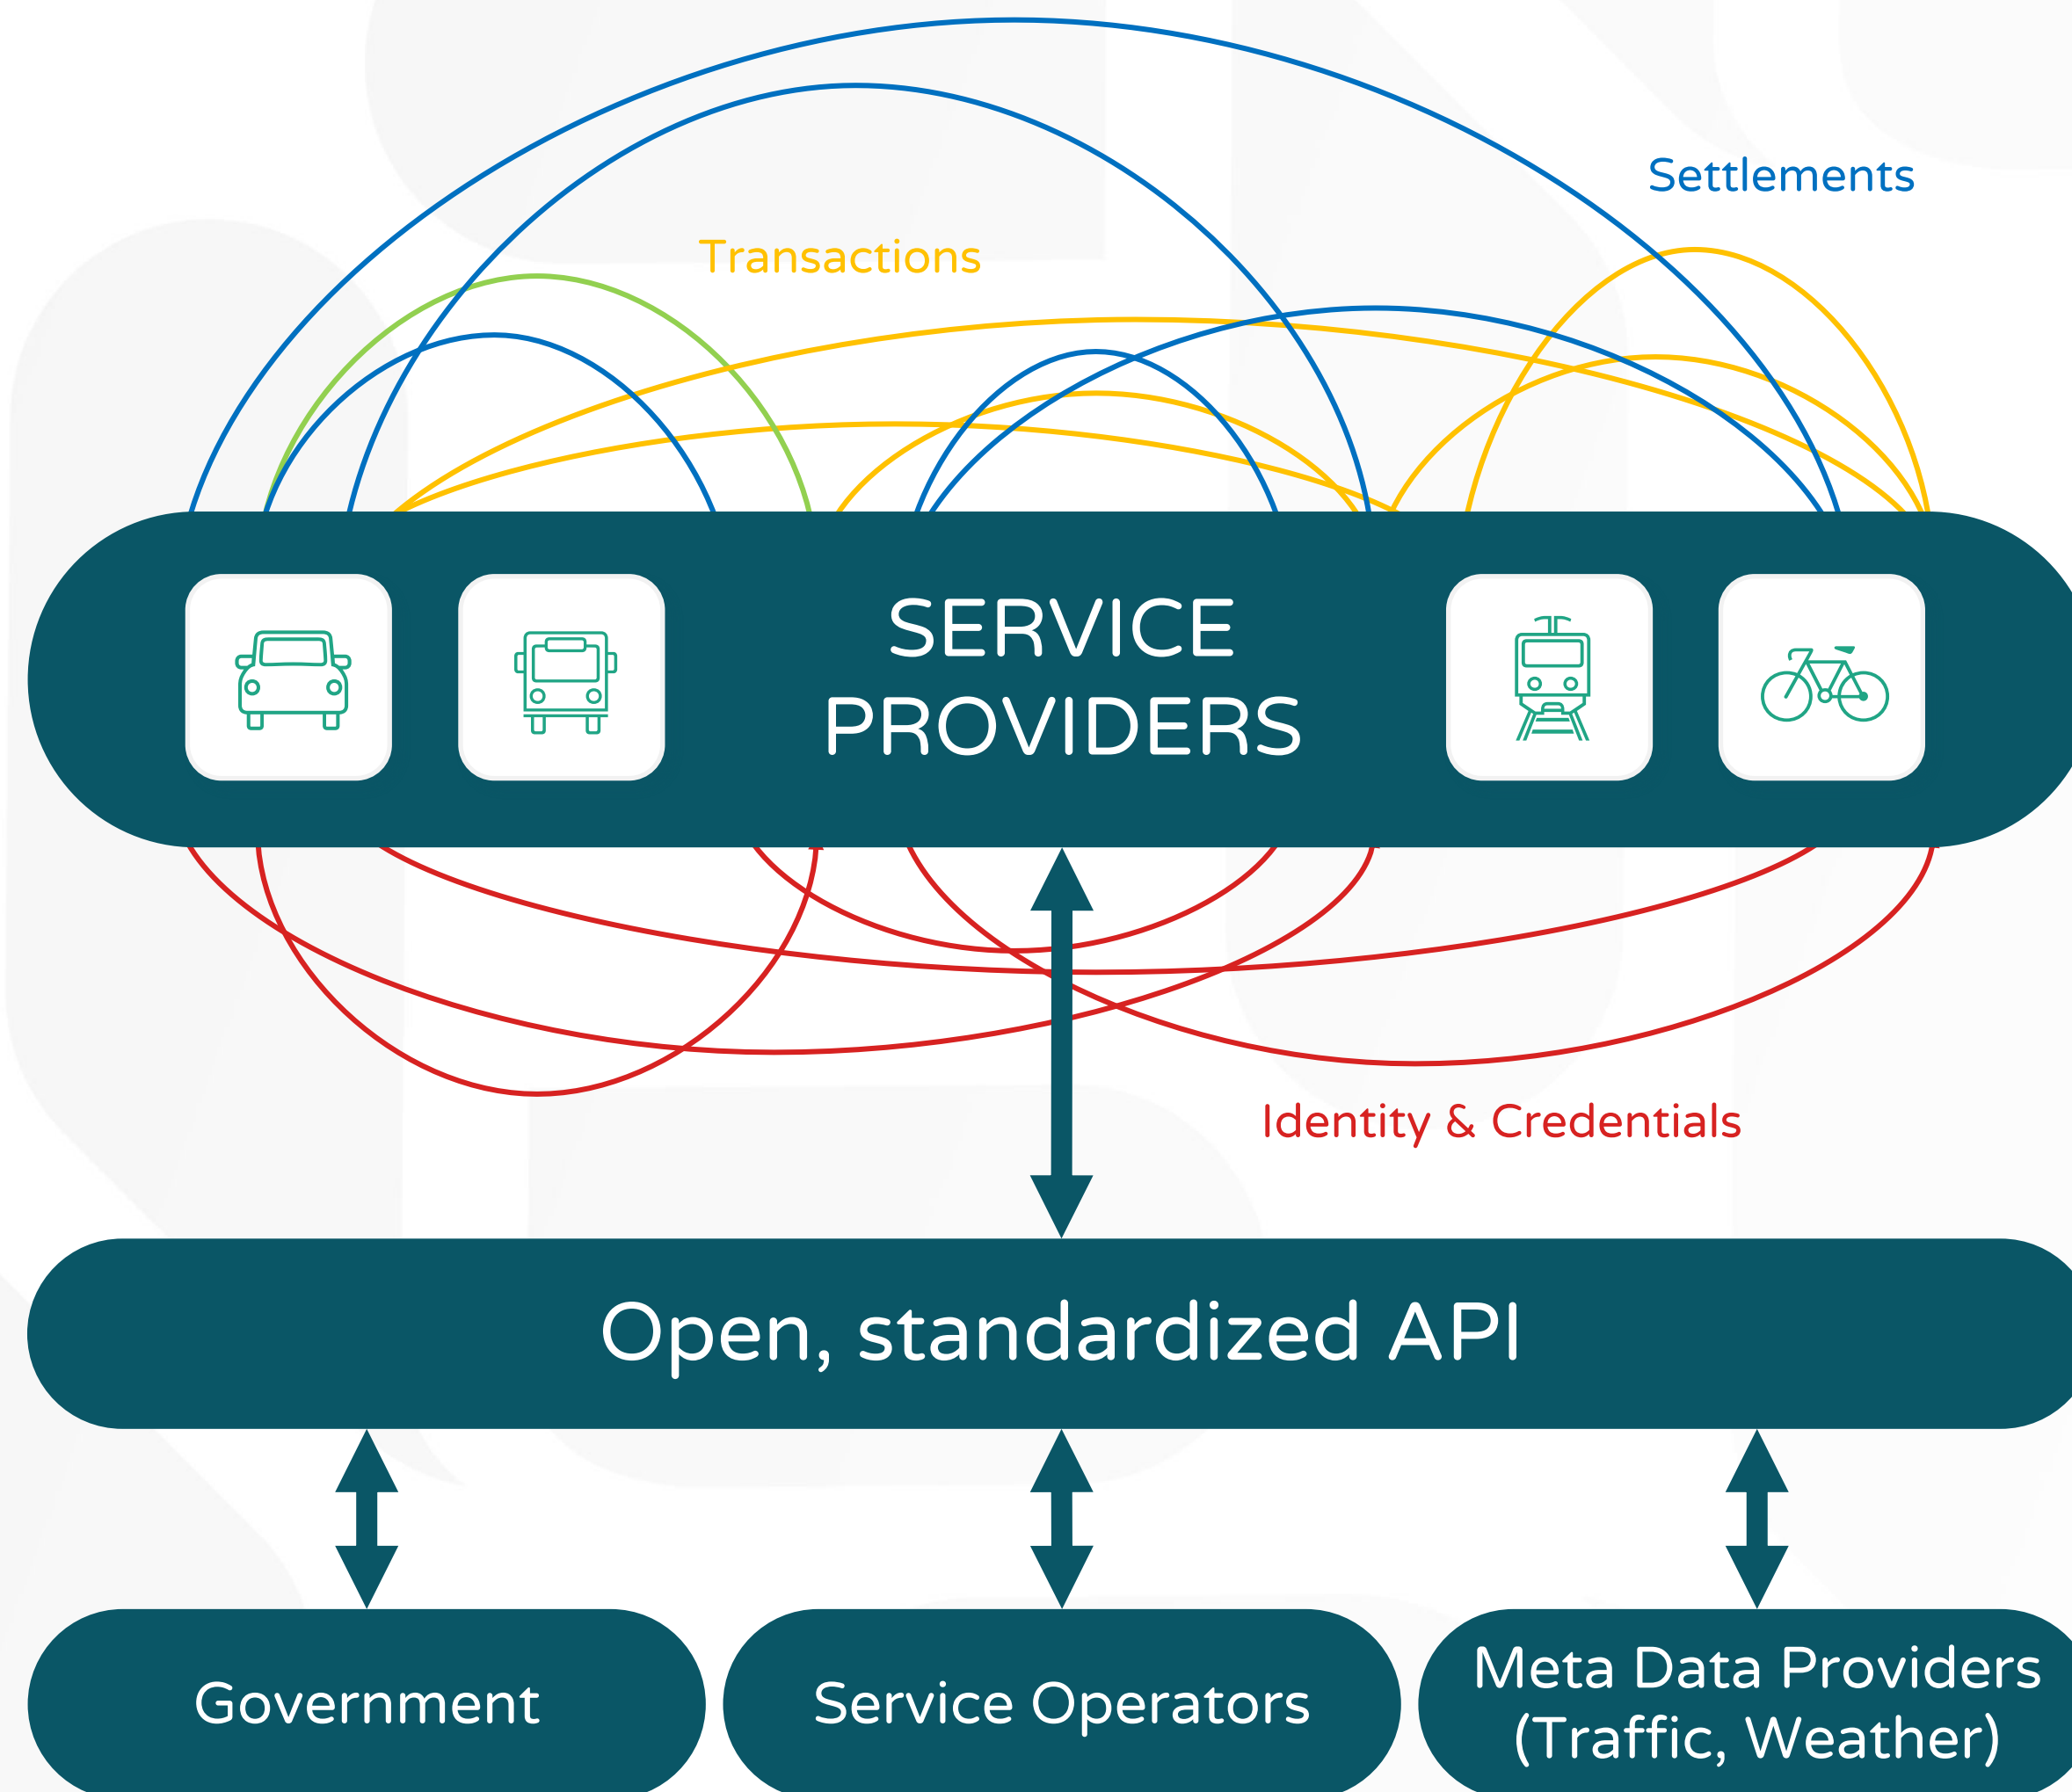 Settlements
Transactions
SERVICE
PROVIDERS
Identity & Credentials
Open, standardized API
Government
Service Operators
Meta Data Providers
(Traffic, Weather)